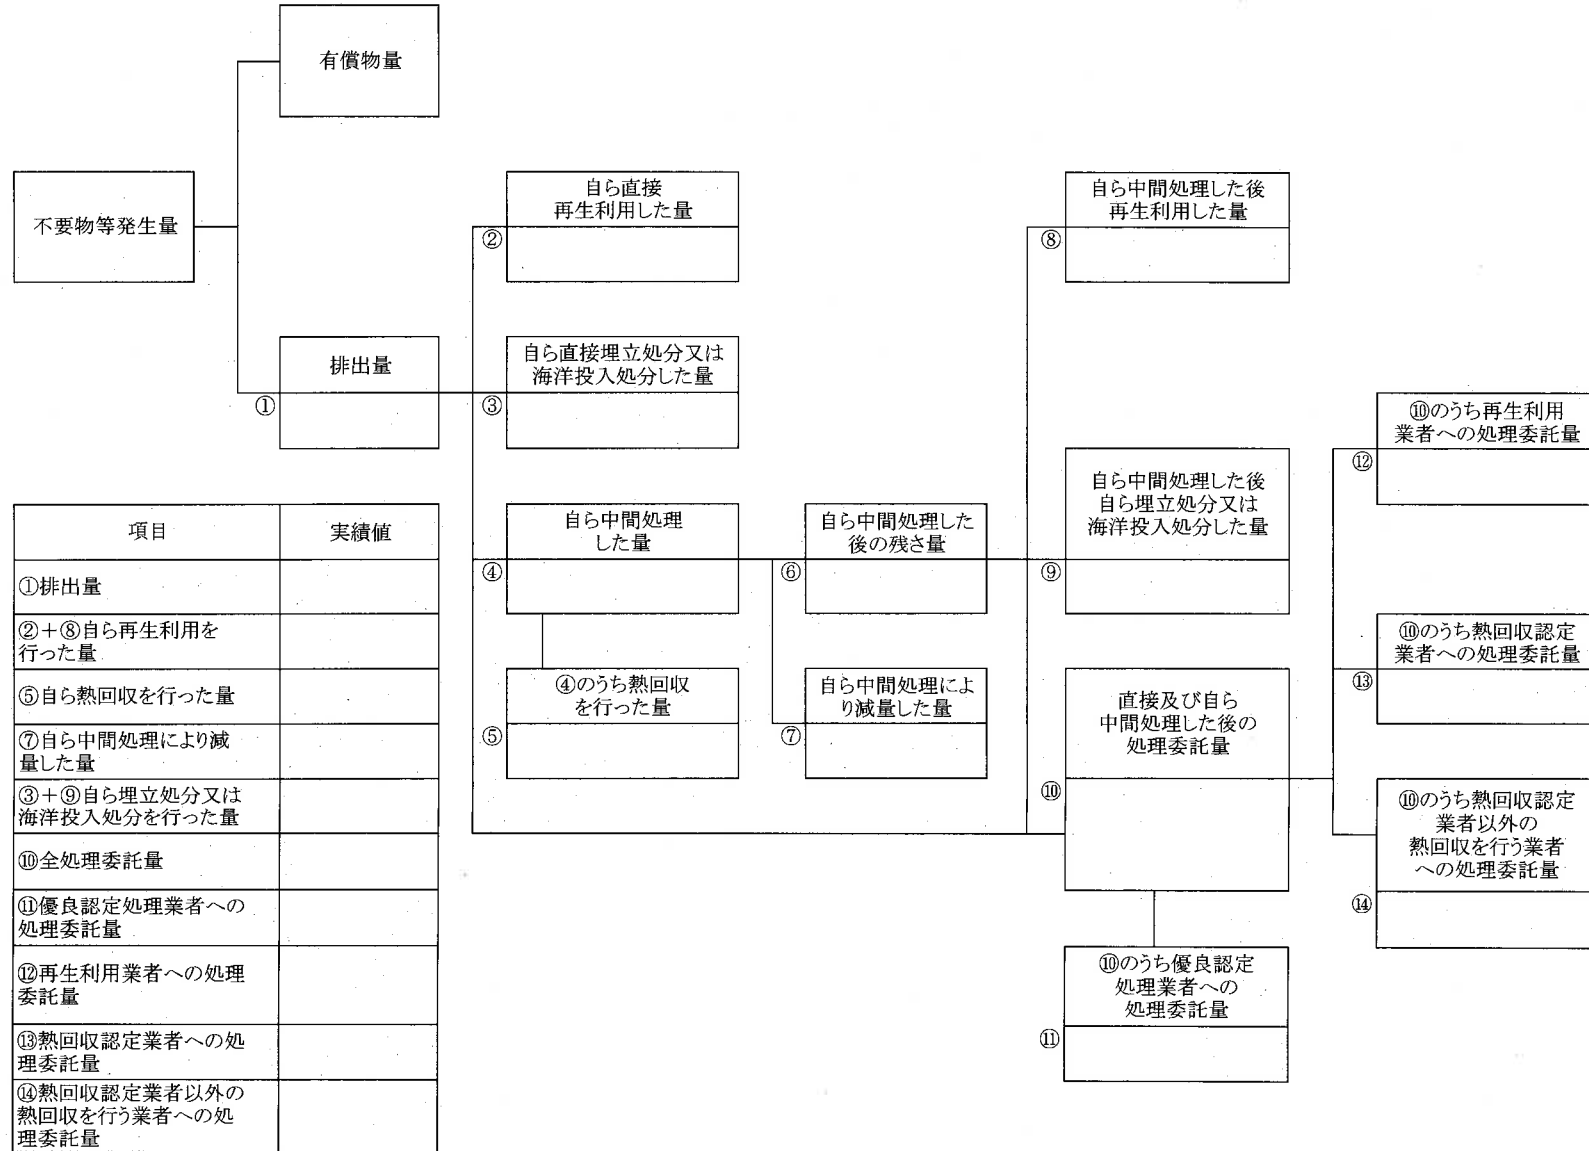 有償物量
不要物等発生量
自ら直接
再生利用した量
②
自ら中間処理した後
再生利用した量
⑧
排出量
①
自ら直接埋立処分又は
海洋投入処分した量
③
⑩のうち再生利用
業者への処理委託量
⑫
自ら中間処理
した量
④
自ら中間処理した
後の残さ量
⑥
自ら中間処理した後
自ら埋立処分又は
海洋投入処分した量
⑨
⑩のうち熱回収認定
業者への処理委託量
⑬
④のうち熱回収
を行った量
⑤
自ら中間処理によ
り減量した量
⑦
直接及び自ら
中間処理した後の
処理委託量
⑩
⑩のうち熱回収認定
業者以外の
熱回収を行う業者
への処理委託量
⑭
⑩のうち優良認定
処理業者への
処理委託量
⑪
項目 実績値
①排出量
②+⑧自ら再生利用を
行った量
⑤自ら熱回収を行った量
⑦自ら中間処理により減
量した量
③+⑨自ら埋立処分又は
海洋投入処分を行った量
⑩全処理委託量
⑪優良認定処理業者への
処理委託量
⑫再生利用業者への処理
委託量
⑬熱回収認定業者への処
理委託量
⑭熱回収認定業者以外の
熱回収を行う業者への処
理委託量